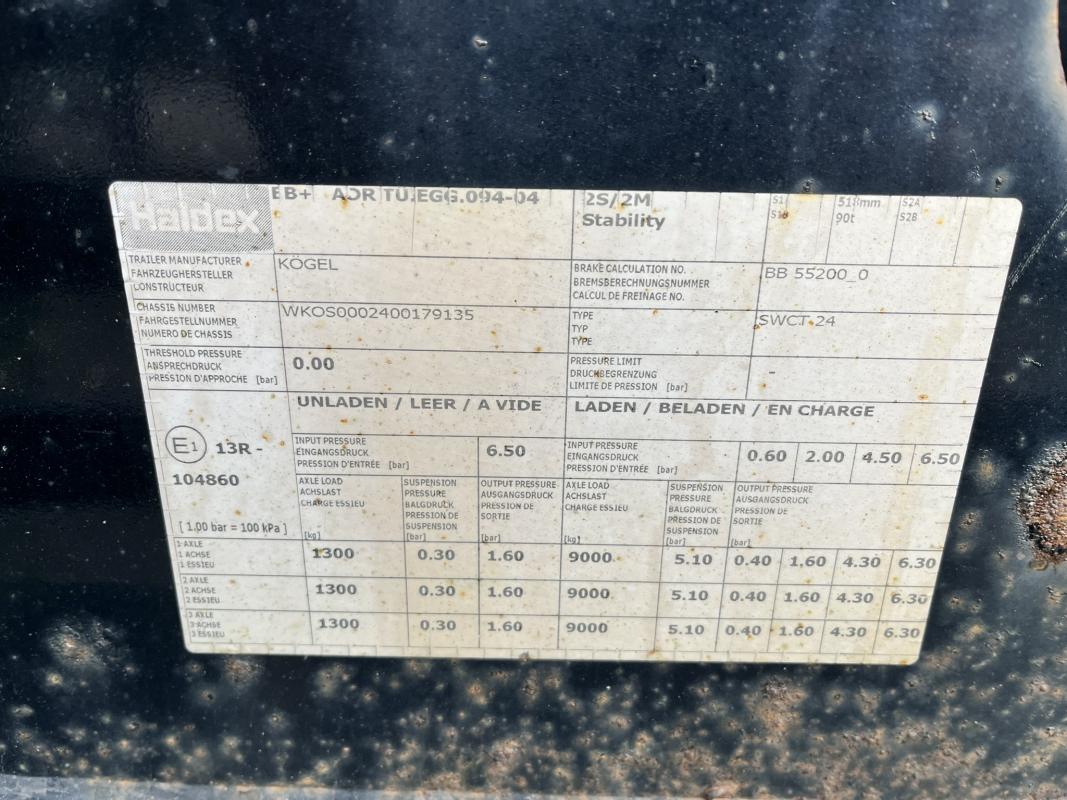 Haldex EB+ ADR TÜ.EGG.094-04 2S/2M 518mm S2A
Stability 90t S2B
TRAILER MANUFACTURER KÖGEL BRAKE CALCULATION NO. BB 55200_0
FAHRZEUGHERSTELLER BREMSBERECHNUNGSNUMMER
CONSTRUCTEUR CALCUL DE FREINAGE NO.
CHASSIS NUMBER WKOS0002400179135 TYPE SWCT 24
FAHRGESTELLNUMMER TYP
NUMERO DE CHASSIS TYPE
THRESHOLD PRESSURE 0.00 PRESSURE LIMIT -
ANSPRECHDRUCK DRUCKBEGRENZUNG
PRESSION D'APPROCHE [bar] LIMITE DE PRESSION [bar]
UNLADEN / LEER / A VIDE LADEN / BELADEN / EN CHARGE
E1 13R -
104860
[ 1.00 bar = 100 kPa ]
INPUT PRESSURE 6.50 INPUT PRESSURE 0.60 2.00 4.50 6.50
EINGANGSDRUCK EINGANGSDRUCK
PRESSION D'ENTRÉE [bar] PRESSION D'ENTRÉE [bar]
AXLE LOAD SUSPENSION OUTPUT PRESSURE AXLE LOAD SUSPENSION OUTPUT PRESSURE
ACHSLAST PRESSURE AUSGANGSDRUCK ACHSLAST PRESSURE AUSGANGSDRUCK
CHARGE ESSIEU BALGDRUCK PRESSION DE CHARGE ESSIEU BALGDRUCK PRESSION DE
PRESSION DE SORTIE PRESSION DE SORTIE
SUSPENSION SUSPENSION
[kg] [bar] [bar] [kg] [bar] [bar]
1 AXLE 1300 0.30 1.60 9000 5.10 0.40 1.60 4.30 6.30
1 ACHSE
1 ESSIEU
2 AXLE 1300 0.30 1.60 9000 5.10 0.40 1.60 4.30 6.30
2 ACHSE
2 ESSIEU
3 AXLE 1300 0.30 1.60 9000 5.10 0.40 1.60 4.30 6.30
3 ACHSE
3 ESSIEU